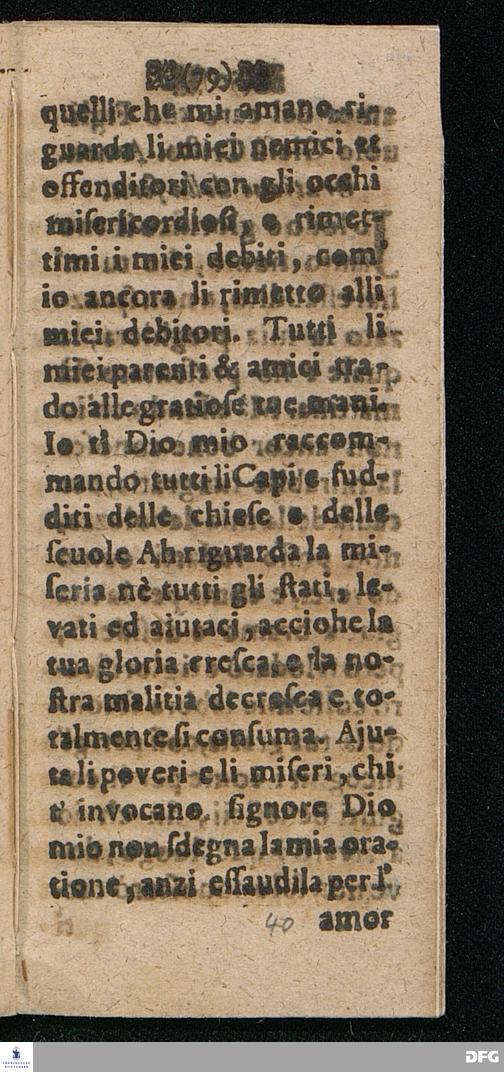 (79)
quelli che mi amano ri-
guarda li miei nemici et
offenditori con gli occhi
miſericordioſi, e rimet-
timi i miei debiti, com'
io ancora li rimetto alli
miei debitori. Tutti li
miei parenti & amici tra-
do alle gratioſe tue mani.
Io ti Dio mio raccom-
mando tutti li Capi e ſud-
diti delle chieſe e delle
ſcuole Ah riguarda la mi-
ſeria nè tutti gli ſtati, le-
vati ed aiutaci, acciohe la
tua gloria creſca, e la no-
ſtra malitia decreſca e to-
talmente ſi conſuma. Aju-
ta li poveri e li miſeri, chi
t' invocano. ſignore Dio
mio non ſdegna la mia ora-
tione, anzi eſſaudila per l'
amor
40
FRANCKESCHE
STIFTUNGEN
DFG